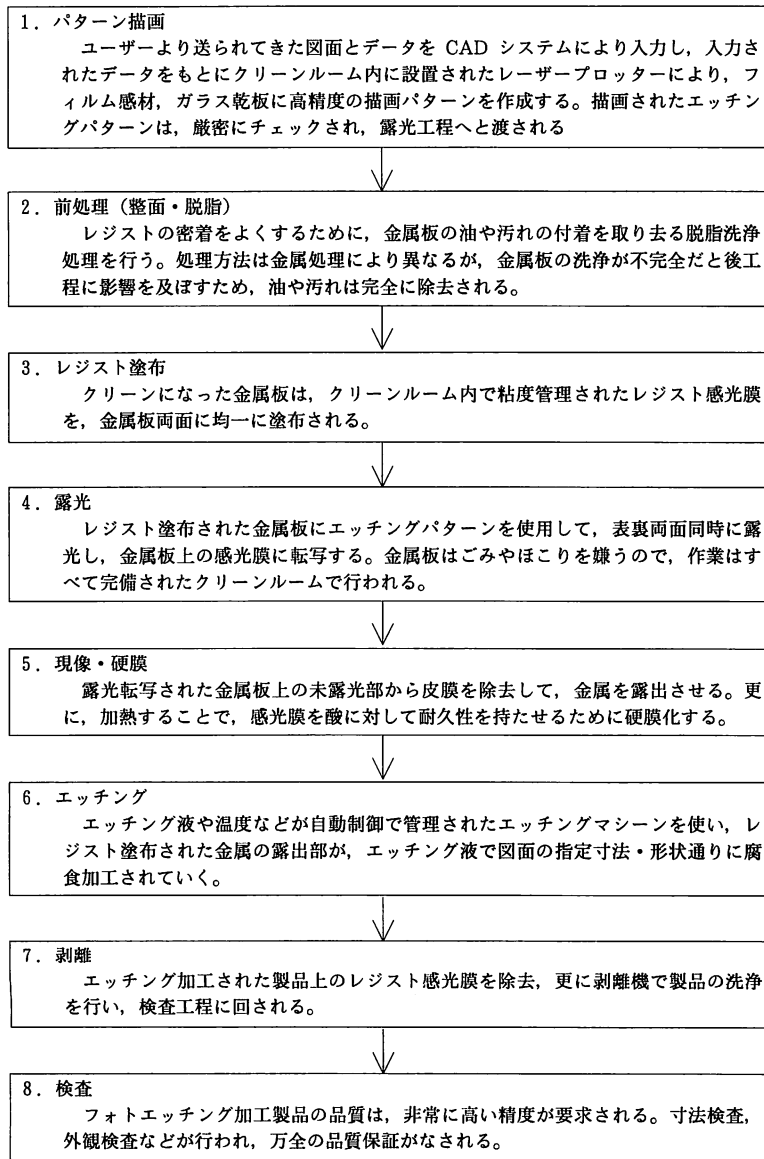 1．パターン描画
ユーザーより送られてきた図面とデータを CAD システムにより入力し，入力さ
れたデータをもとにクリーンルーム内に設置されたレーザープロッターにより，フ
ィルム感材，ガラス乾板に高精度の描画パターンを作成する。描画されたエッチン
グパターンは，厳密にチェックされ，露光工程へと渡される
2．前処理（整面・脱脂）
レジストの密着をよくするために，金属板の油や汚れの付着を取り去る脱脂洗浄
処理を行う。処理方法は金属処理により異なるが，金属板の洗浄が不完全だと後工
程に影響を及ぼすため，油や汚れは完全に除去される。
3．レジスト塗布
クリーンになった金属板は，クリーンルーム内で粘度管理されたレジスト感光膜
を，金属板両面に均一に塗布される。
4．露光
レジスト塗布された金属板にエッチングパターンを使用して，表裏両面同時に露
光し，金属板上の感光膜に転写する。金属板はごみやほこりを嫌うので，作業はす
べて完備されたクリーンルームで行われる。
5．現像・硬膜
露光転写された金属板上の未露光部から皮膜を除去して，金属を露出させる。更
に，加熱することで，感光膜を酸に対して耐久性を持たせるために硬膜化する。
6．エッチング
エッチング液や温度などが自動制御で管理されたエッチングマシーンを使い，レ
ジスト塗布された金属の露出部が，エッチング液で図面の指定寸法・形状通りに腐
食加工されていく。
7．剥離
エッチング加工された製品上のレジスト感光膜を除去，更に剥離機で製品の洗浄
を行い，検査工程に回される。
8．検査
フォトエッチング加工製品の品質は，非常に高い精度が要求される。寸法検査，
外観検査などが行われ，万全の品質保証がなされる。